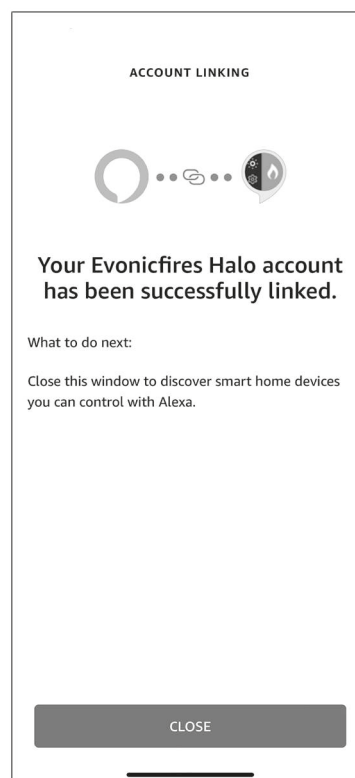 ACCOUNT LINKING
Your Evonicfires Halo account
has been successfully linked.
What to do next:
Close this window to discover smart home devices
you can control with Alexa.
CLOSE